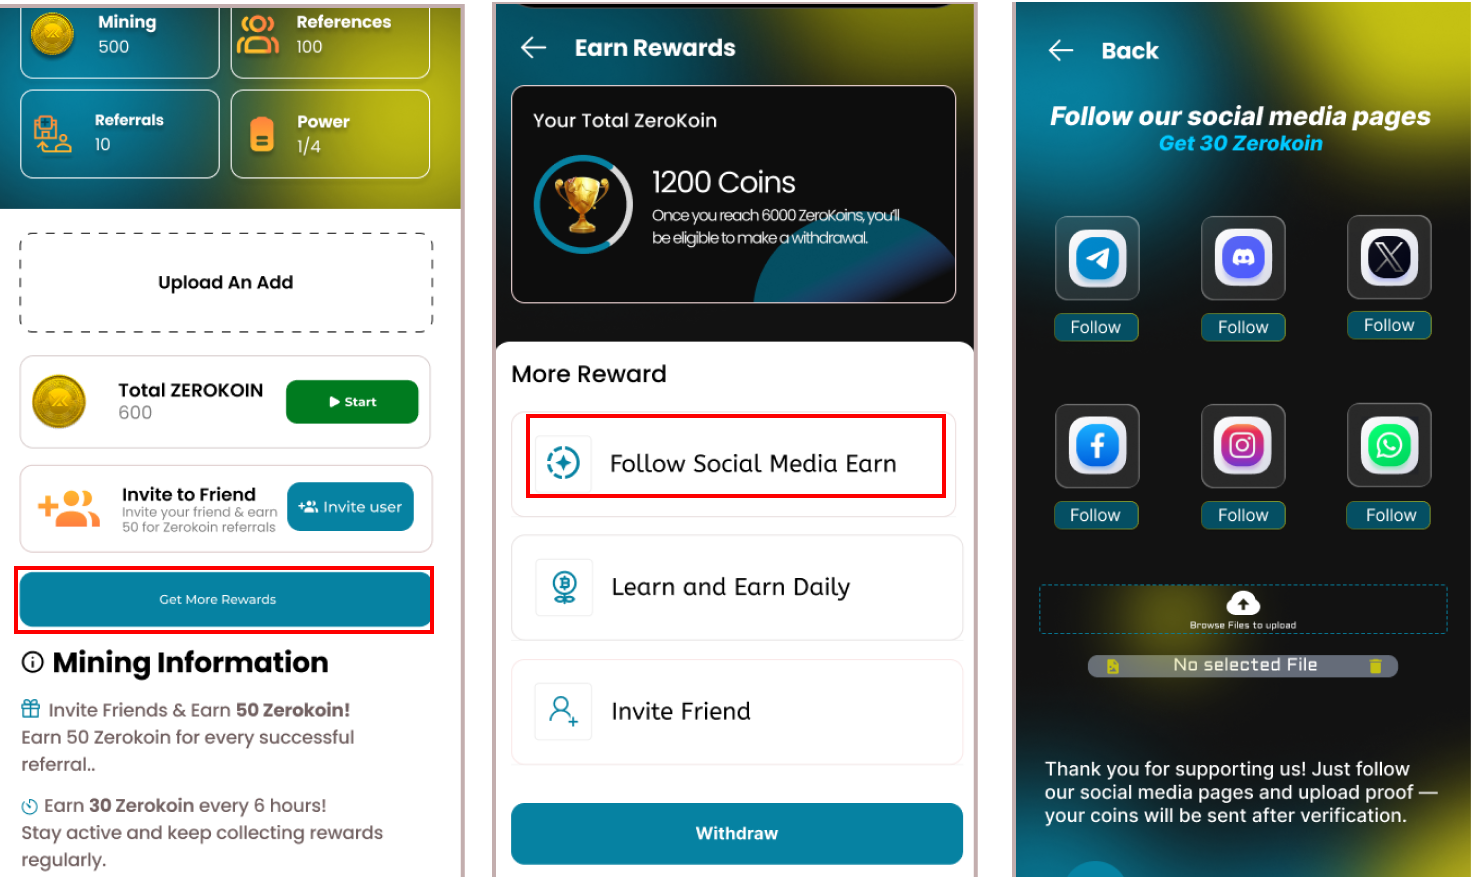 Mining
500
References
100
Referrals
10
Power
1/4
Upload An Add
Total ZEROKOIN
600
Start
Invite to Friend
Invite your friend & earn
50 for Zerokoin referrals
Invite user
Get More Rewards
Mining Information
Invite Friends & Earn 50 Zerokoin!
Earn 50 Zerokoin for every successful
referral..
Earn 30 Zerokoin every 6 hours!
Stay active and keep collecting rewards
regularly.
Earn Rewards
Your Total ZeroKoin
1200 Coins
Once you reach 6000 ZeroKoins, you'll
be eligible to make a withdrawal.
More Reward
Follow Social Media Earn
Learn and Earn Daily
Invite Friend
Withdraw
Back
Follow our social media pages
Get 30 Zerokoin
Follow
Follow
Follow
Follow
Follow
Follow
Browse Files to upload
No selected File
Thank you for supporting us! Just follow
our social media pages and upload proof —
your coins will be sent after verification.